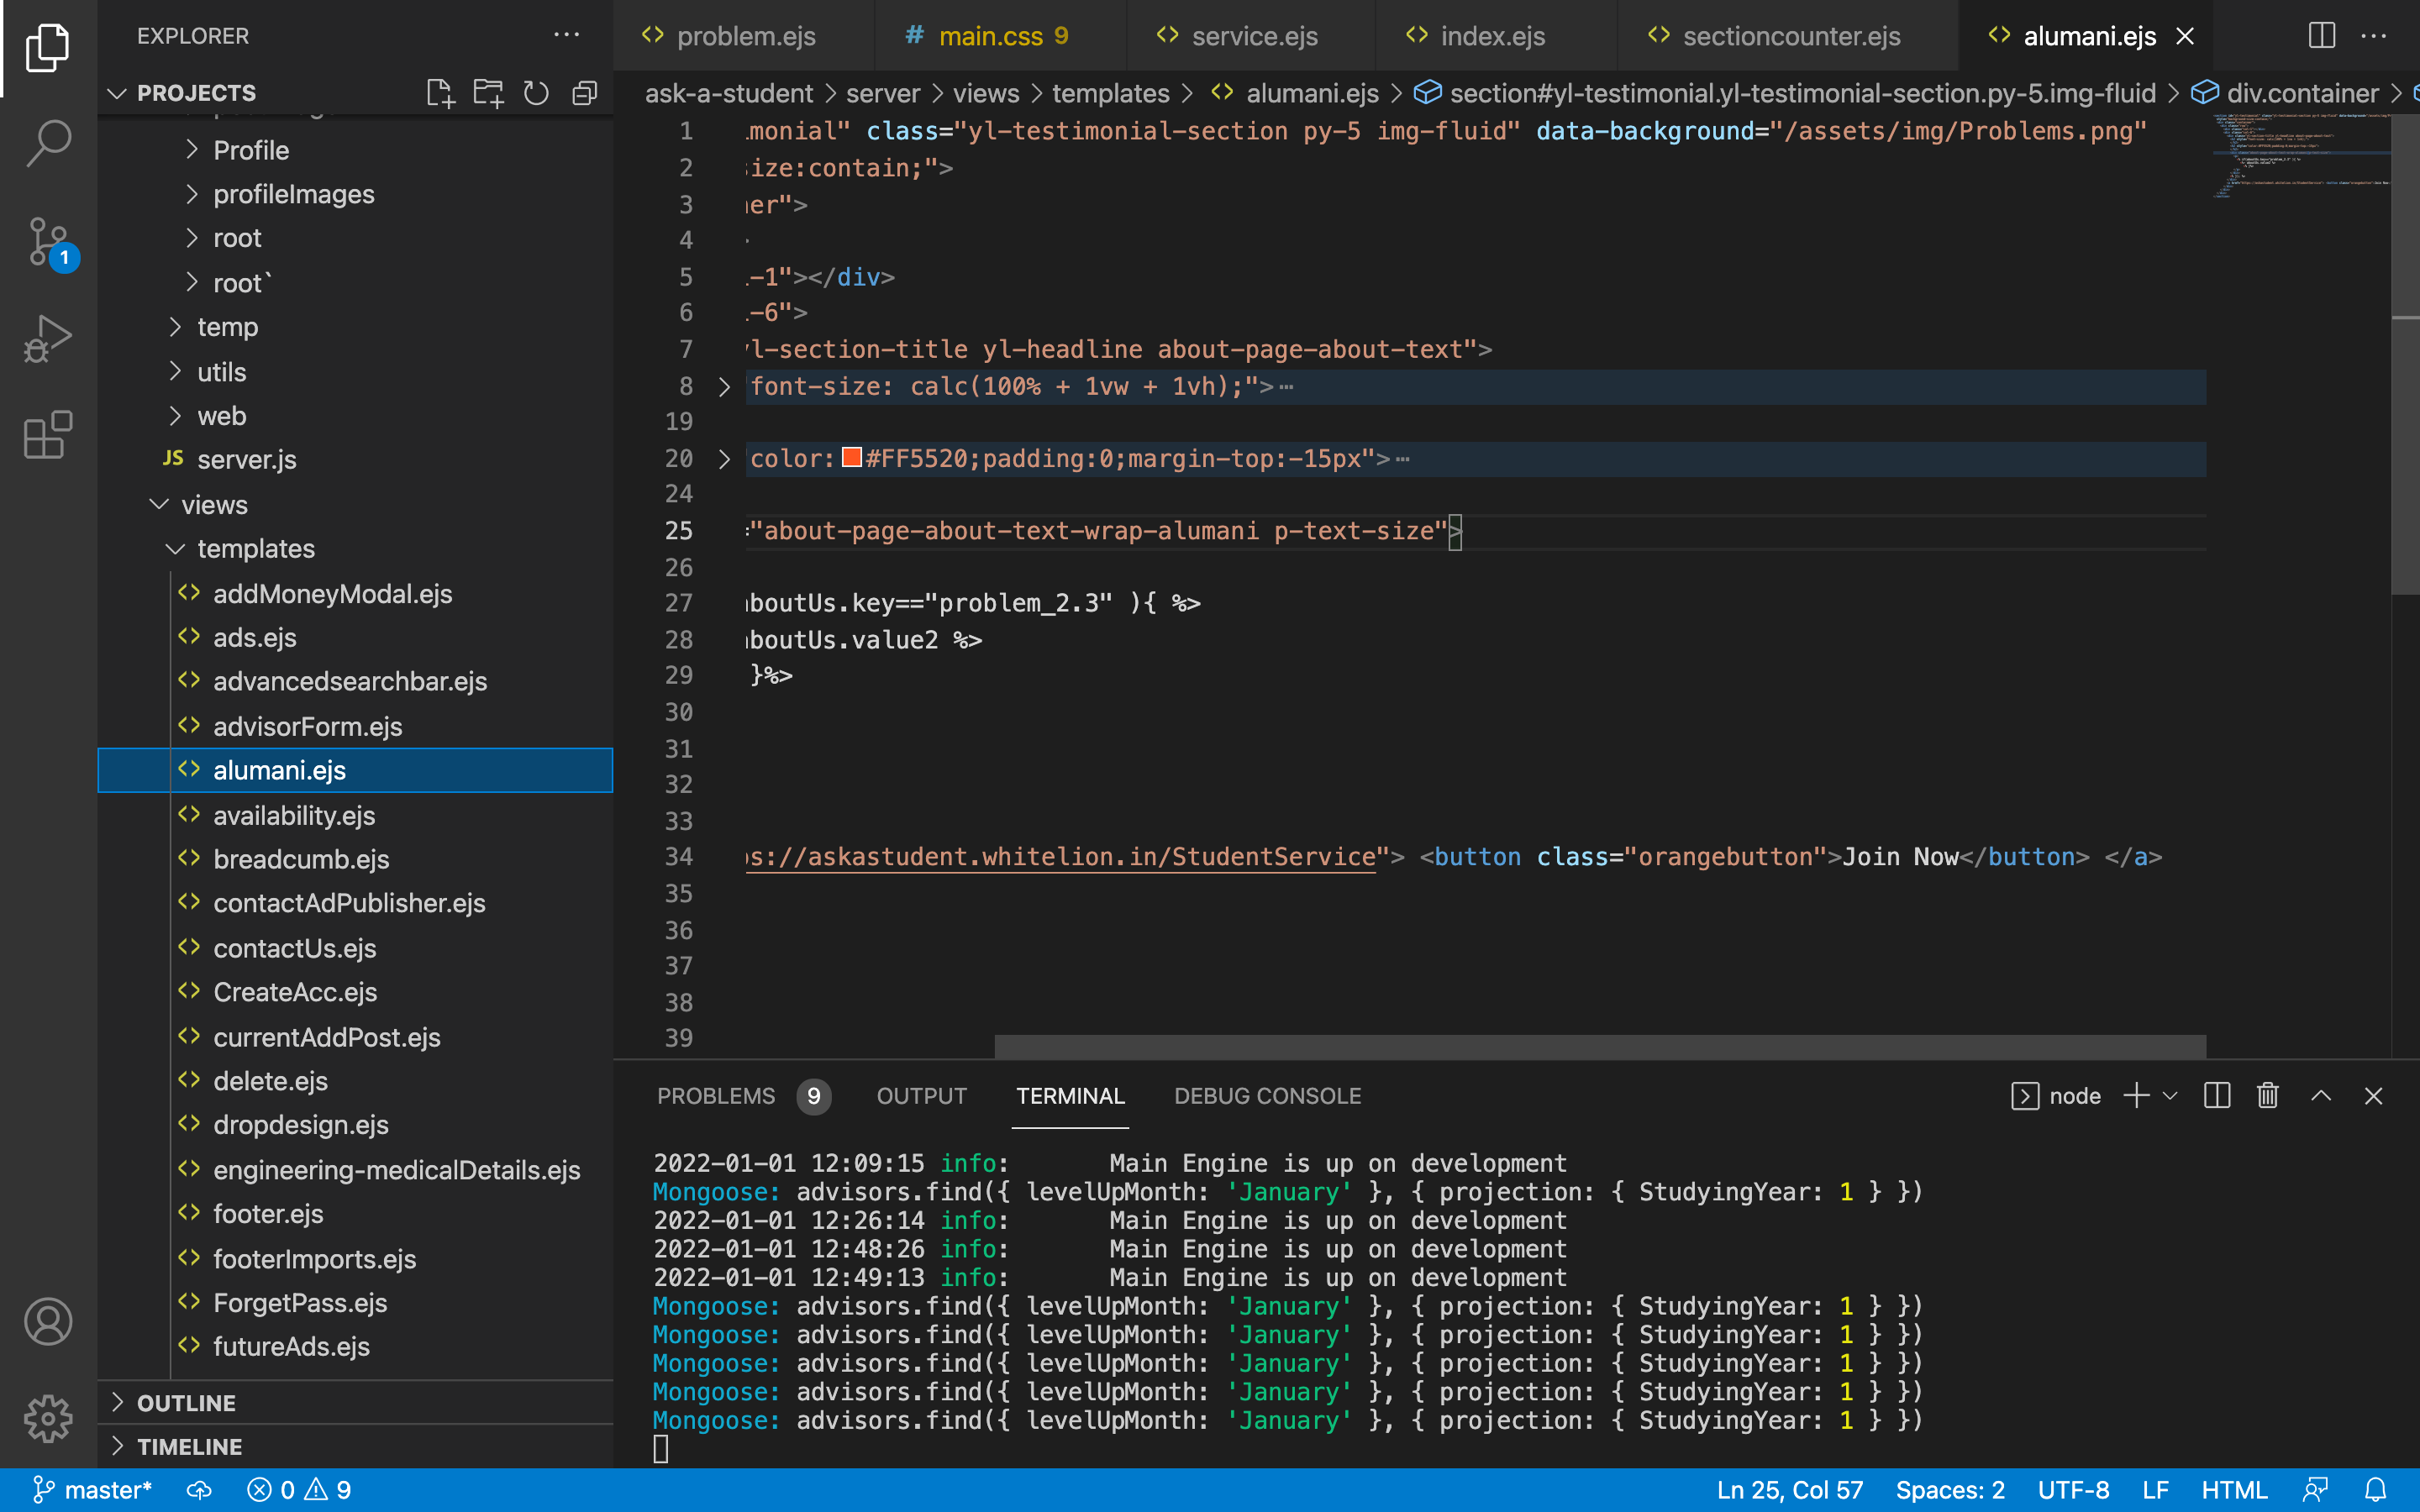 EXPLORER
PROJECTS
Profile
profileImages
root
root`
temp
utils
web
JS server.js
views
templates
addMoneyModal.ejs
ads.ejs
advancedsearchbar.ejs
advisorForm.ejs
alumani.ejs
availability.ejs
breadcumb.ejs
contactAdPublisher.ejs
contactUs.ejs
CreateAcc.ejs
currentAddPost.ejs
delete.ejs
dropdesign.ejs
engineering-medicalDetails.ejs
footer.ejs
footerImports.ejs
ForgetPass.ejs
futureAds.ejs
OUTLINE
TIMELINE
1
problem.ejs # main.css 9 service.ejs index.ejs sectioncounter.ejs alumani.ejs
ask-a-student > server > views > templates > alumani.ejs > section#yl-testimonial.yl-testimonial-section.py-5.img-fluid > div.container >
1 monial" class="yl-testimonial-section py-5 img-fluid" data-background="/assets/img/Problems.png"
2 ize:contain;">
3 er">
4
5 -1"></div>
6 -6">
7 yl-section-title yl-headline about-page-about-text">
8 font-size: calc(100% + 1vw + 1vh);">⋯
19
20 color: #FF5520;padding:0;margin-top:-15px">⋯
24
25 ="about-page-about-text-wrap-alumani p-text-size">
26
27 boutUs.key=="problem_2.3" ){ %>
28 boutUs.value2 %>
29 }%>
30
31
32
33
34 s://askastudent.whitelion.in/StudentService"> <button class="orangebutton">Join Now</button> </a>
35
36
37
38
39
PROBLEMS 9 OUTPUT TERMINAL DEBUG CONSOLE node
2022-01-01 12:09:15 info: Main Engine is up on development
Mongoose: advisors.find({ levelUpMonth: 'January' }, { projection: { StudyingYear: 1 } })
2022-01-01 12:26:14 info: Main Engine is up on development
2022-01-01 12:48:26 info: Main Engine is up on development
2022-01-01 12:49:13 info: Main Engine is up on development
Mongoose: advisors.find({ levelUpMonth: 'January' }, { projection: { StudyingYear: 1 } })
Mongoose: advisors.find({ levelUpMonth: 'January' }, { projection: { StudyingYear: 1 } })
Mongoose: advisors.find({ levelUpMonth: 'January' }, { projection: { StudyingYear: 1 } })
Mongoose: advisors.find({ levelUpMonth: 'January' }, { projection: { StudyingYear: 1 } })
Mongoose: advisors.find({ levelUpMonth: 'January' }, { projection: { StudyingYear: 1 } })
master* 0 9 Ln 25, Col 57 Spaces: 2 UTF-8 LF HTML